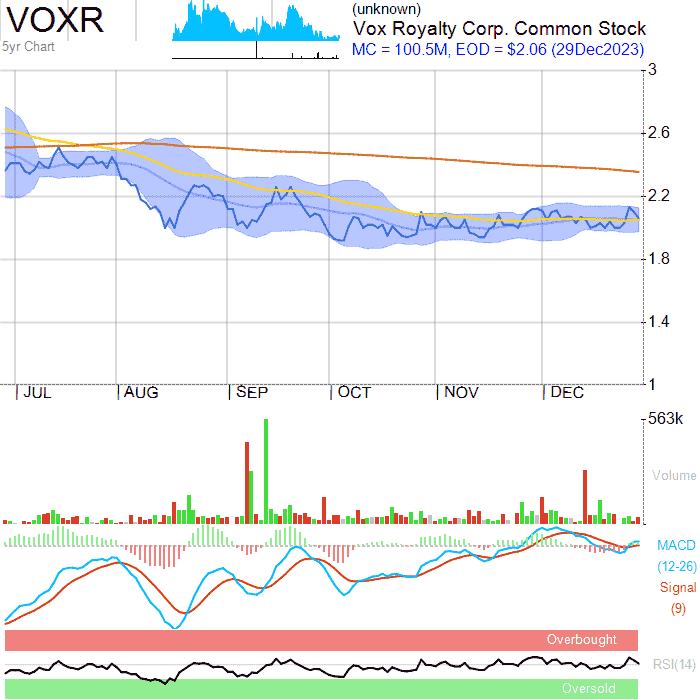 VOXR
5yr Chart
(unknown)
Vox Royalty Corp. Common Stock
MC = 100.5M, EOD = $2.06 (29Dec2023)
3
2.6
2.2
1.8
1.4
1
JUL AUG SEP OCT NOV DEC
563k
Volume
MACD
(12-26)
Signal
(9)
Overbought
RSI(14)
Oversold